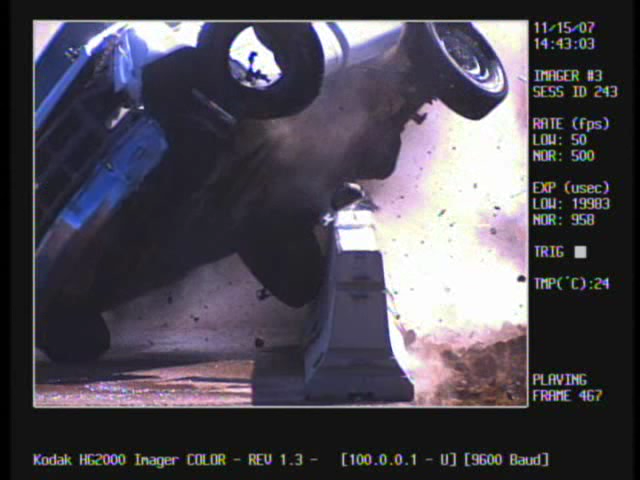 11/15/07
14:43:03
IMAGER #3
SESS ID 243
RATE (fps)
LOW: 50
NOR: 500
EXP (usec)
LOW: 19983
NOR: 958
TRIG
TMP(°C):24
PLAYING
FRAME 467
Kodak HG2000 Imager COLOR - REV 1.3 - [100.0.0.1 - U] [9600 Baud]